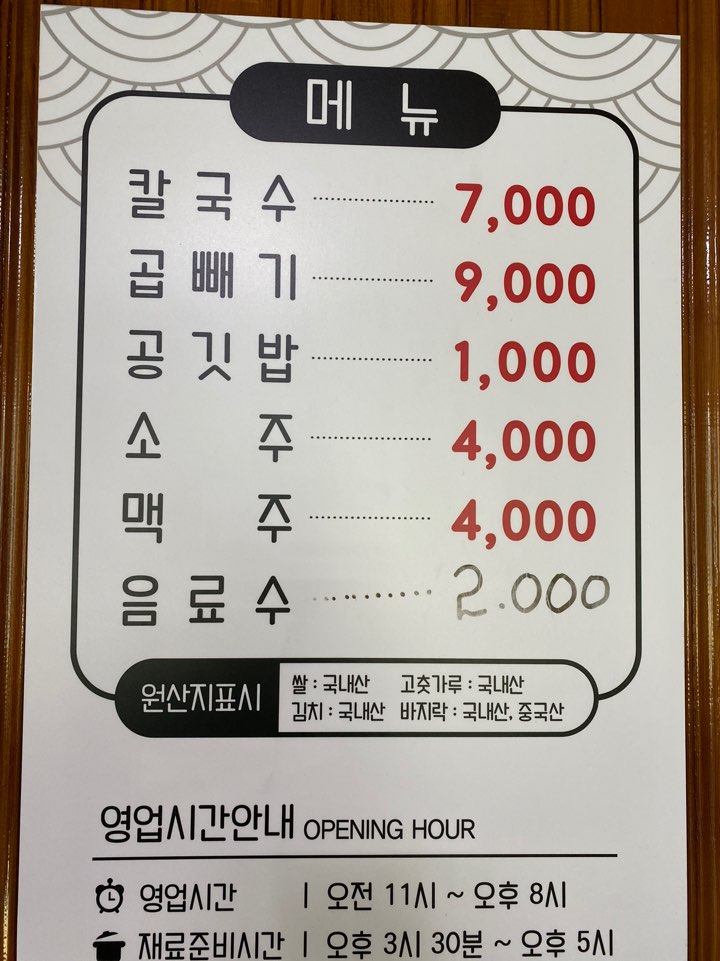 메 뉴
칼국수 7,000
곱빼기 9,000
공깃밥 1,000
소 주 4,000
맥 주 4,000
음료수 2.000
원산지표시
쌀 : 국내산 고춧가루 : 국내산
김치 : 국내산 바지락 : 국내산, 중국산
영업시간안내 OPENING HOUR
영업시간 | 오전 11시 ~ 오후 8시
재료준비시간 | 오후 3시 30분 ~ 오후 5시